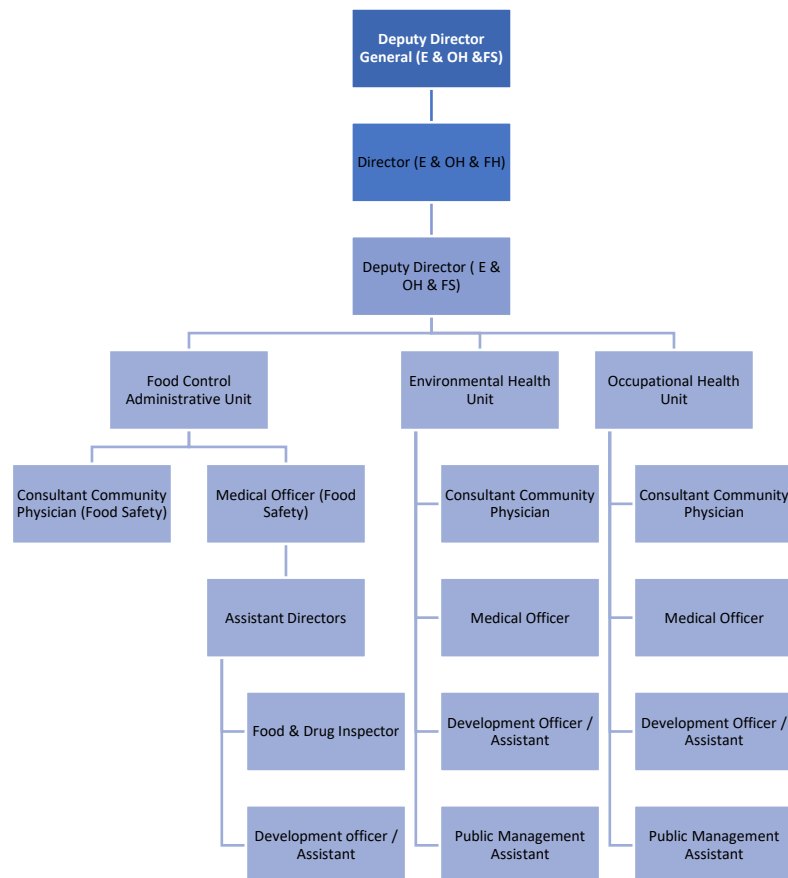 Deputy Director
General (E & OH &FS)
Director (E & OH & FH)
Deputy Director ( E &
OH & FS)
Food Control
Administrative Unit
Environmental Health
Unit
Occupational Health
Unit
Consultant Community
Physician (Food Safety)
Medical Officer (Food
Safety)
Assistant Directors
Food & Drug Inspector
Development officer /
Assistant
Consultant Community
Physician
Medical Officer
Development Officer /
Assistant
Public Management
Assistant
Consultant Community
Physician
Medical Officer
Development Officer /
Assistant
Public Management
Assistant